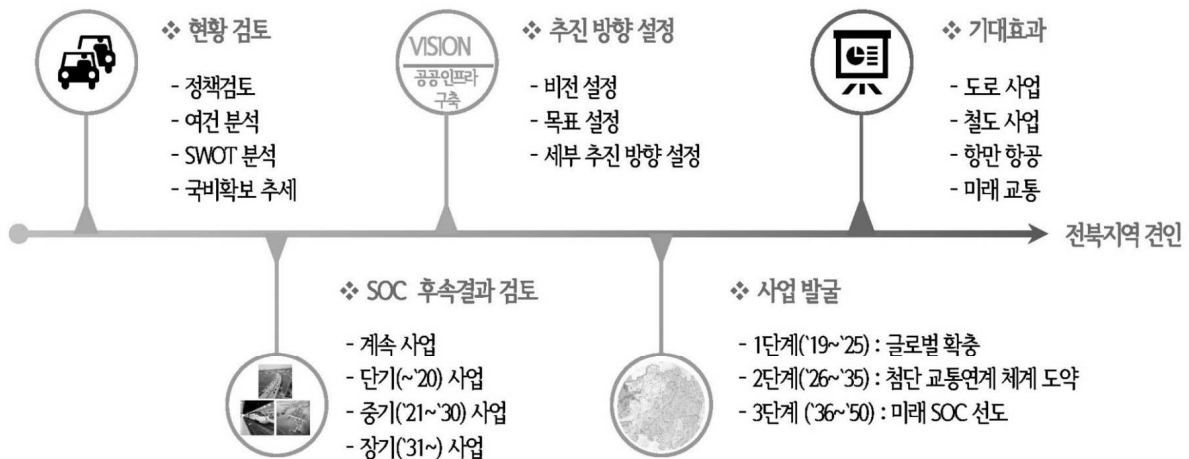 ❖ 현황 검토
- 정책검토
- 여건 분석
- SWOT 분석
- 국비확보 추세
VISION
공공인프라
구축
❖ 추진 방향 설정
- 비전 설정
- 목표 설정
- 세부 추진 방향 설정
❖ 기대효과
- 도로 사업
- 철도 사업
- 항만 항공
- 미래 교통
전북지역 견인
❖ SOC 후속결과 검토
- 계속 사업
- 단기(~`20) 사업
- 중기(`21~`30) 사업
- 장기(`31~) 사업
❖ 사업 발굴
- 1단계(`19~`25) : 글로벌 확충
- 2단계(`26~`35) : 첨단 교통연계 체계 도약
- 3단계 (`36~`50) : 미래 SOC 선도